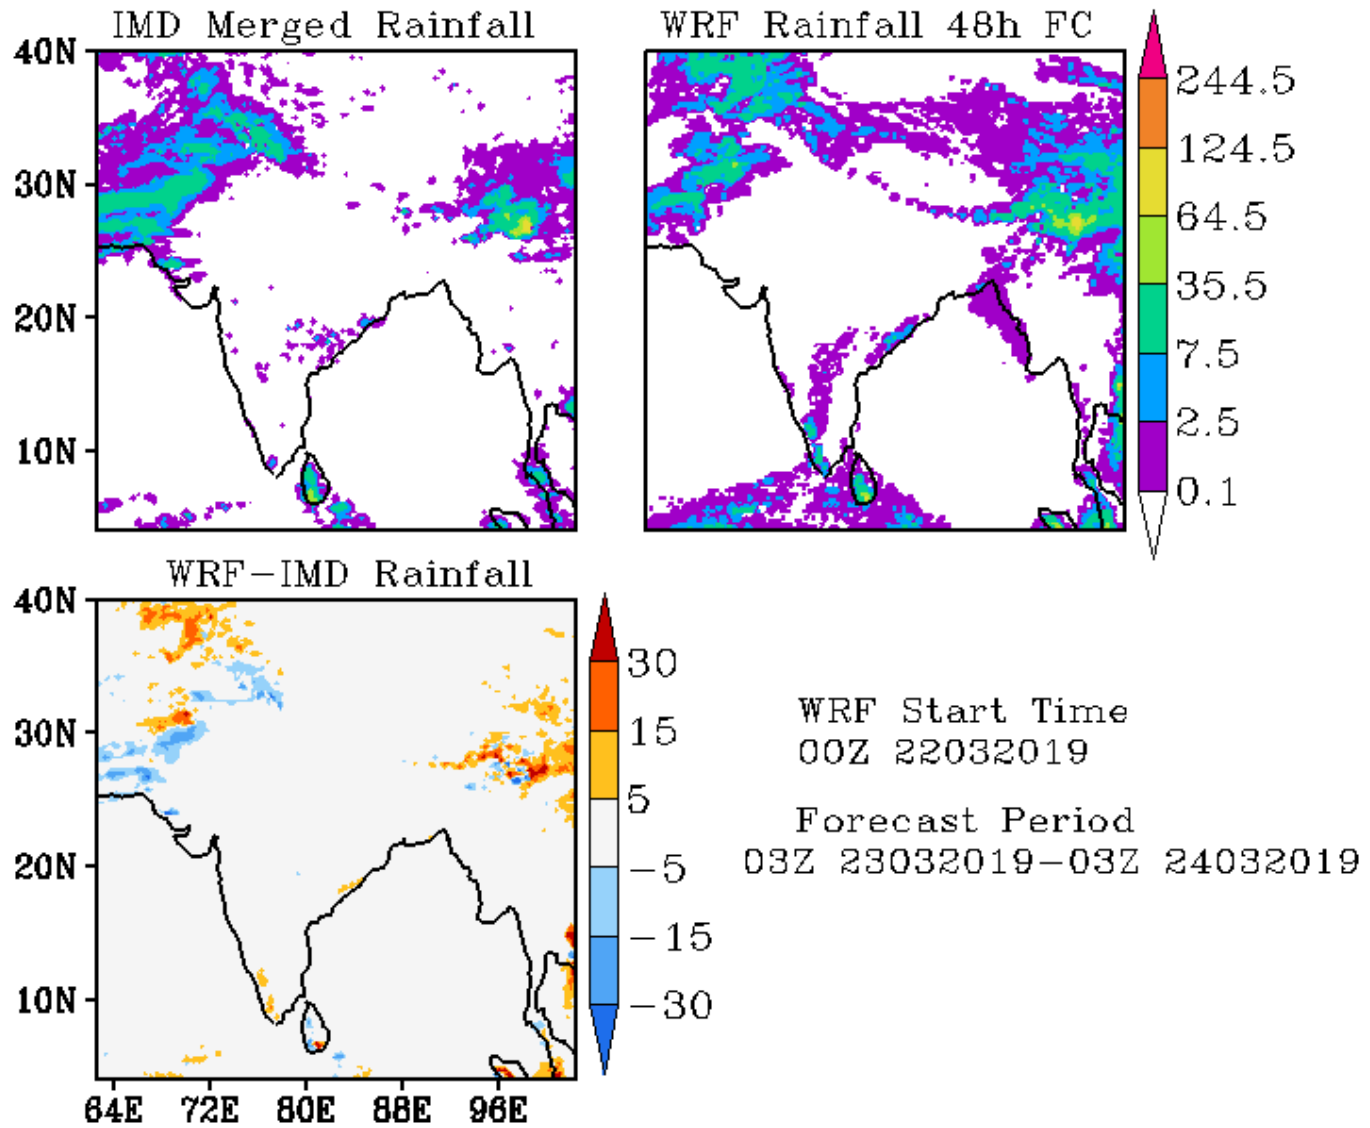 IMD Merged Rainfall
WRF Rainfall 48h FC
40N
30N
20N
10N
244.5
124.5
64.5
35.5
7.5
2.5
0.1
WRF-IMD Rainfall
40N
30N
20N
10N
64E 72E 80E 88E 96E
30
15
5
-5
-15
-30
WRF Start Time
00Z 22032019
Forecast Period
03Z 23032019-03Z 24032019